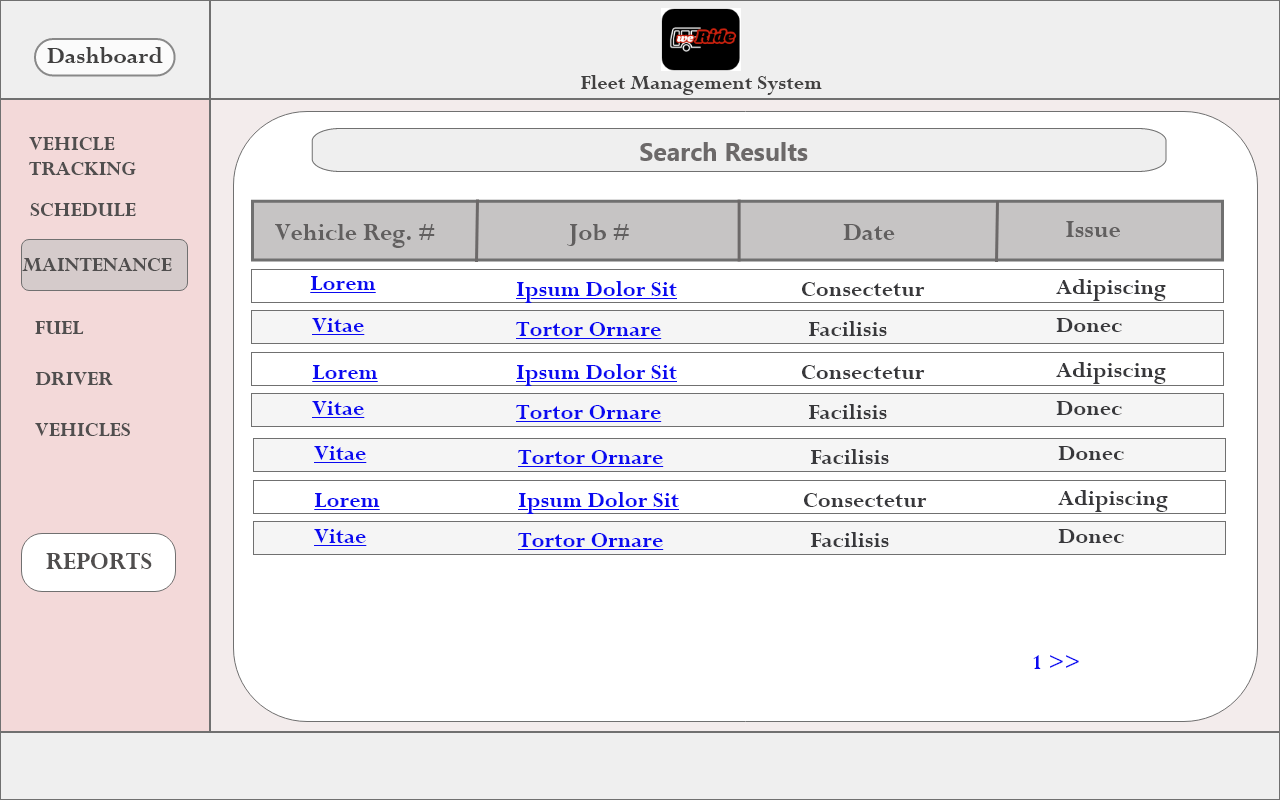 Dashboard
weRide
Fleet Management System
VEHICLE
TRACKING
SCHEDULE
MAINTENANCE
FUEL
DRIVER
VEHICLES
REPORTS
Search Results
Vehicle Reg. # Job # Date Issue
Lorem Ipsum Dolor Sit Consectetur Adipiscing
Vitae Tortor Ornare Facilisis Donec
Lorem Ipsum Dolor Sit Consectetur Adipiscing
Vitae Tortor Ornare Facilisis Donec
Vitae Tortor Ornare Facilisis Donec
Lorem Ipsum Dolor Sit Consectetur Adipiscing
Vitae Tortor Ornare Facilisis Donec
1 >>